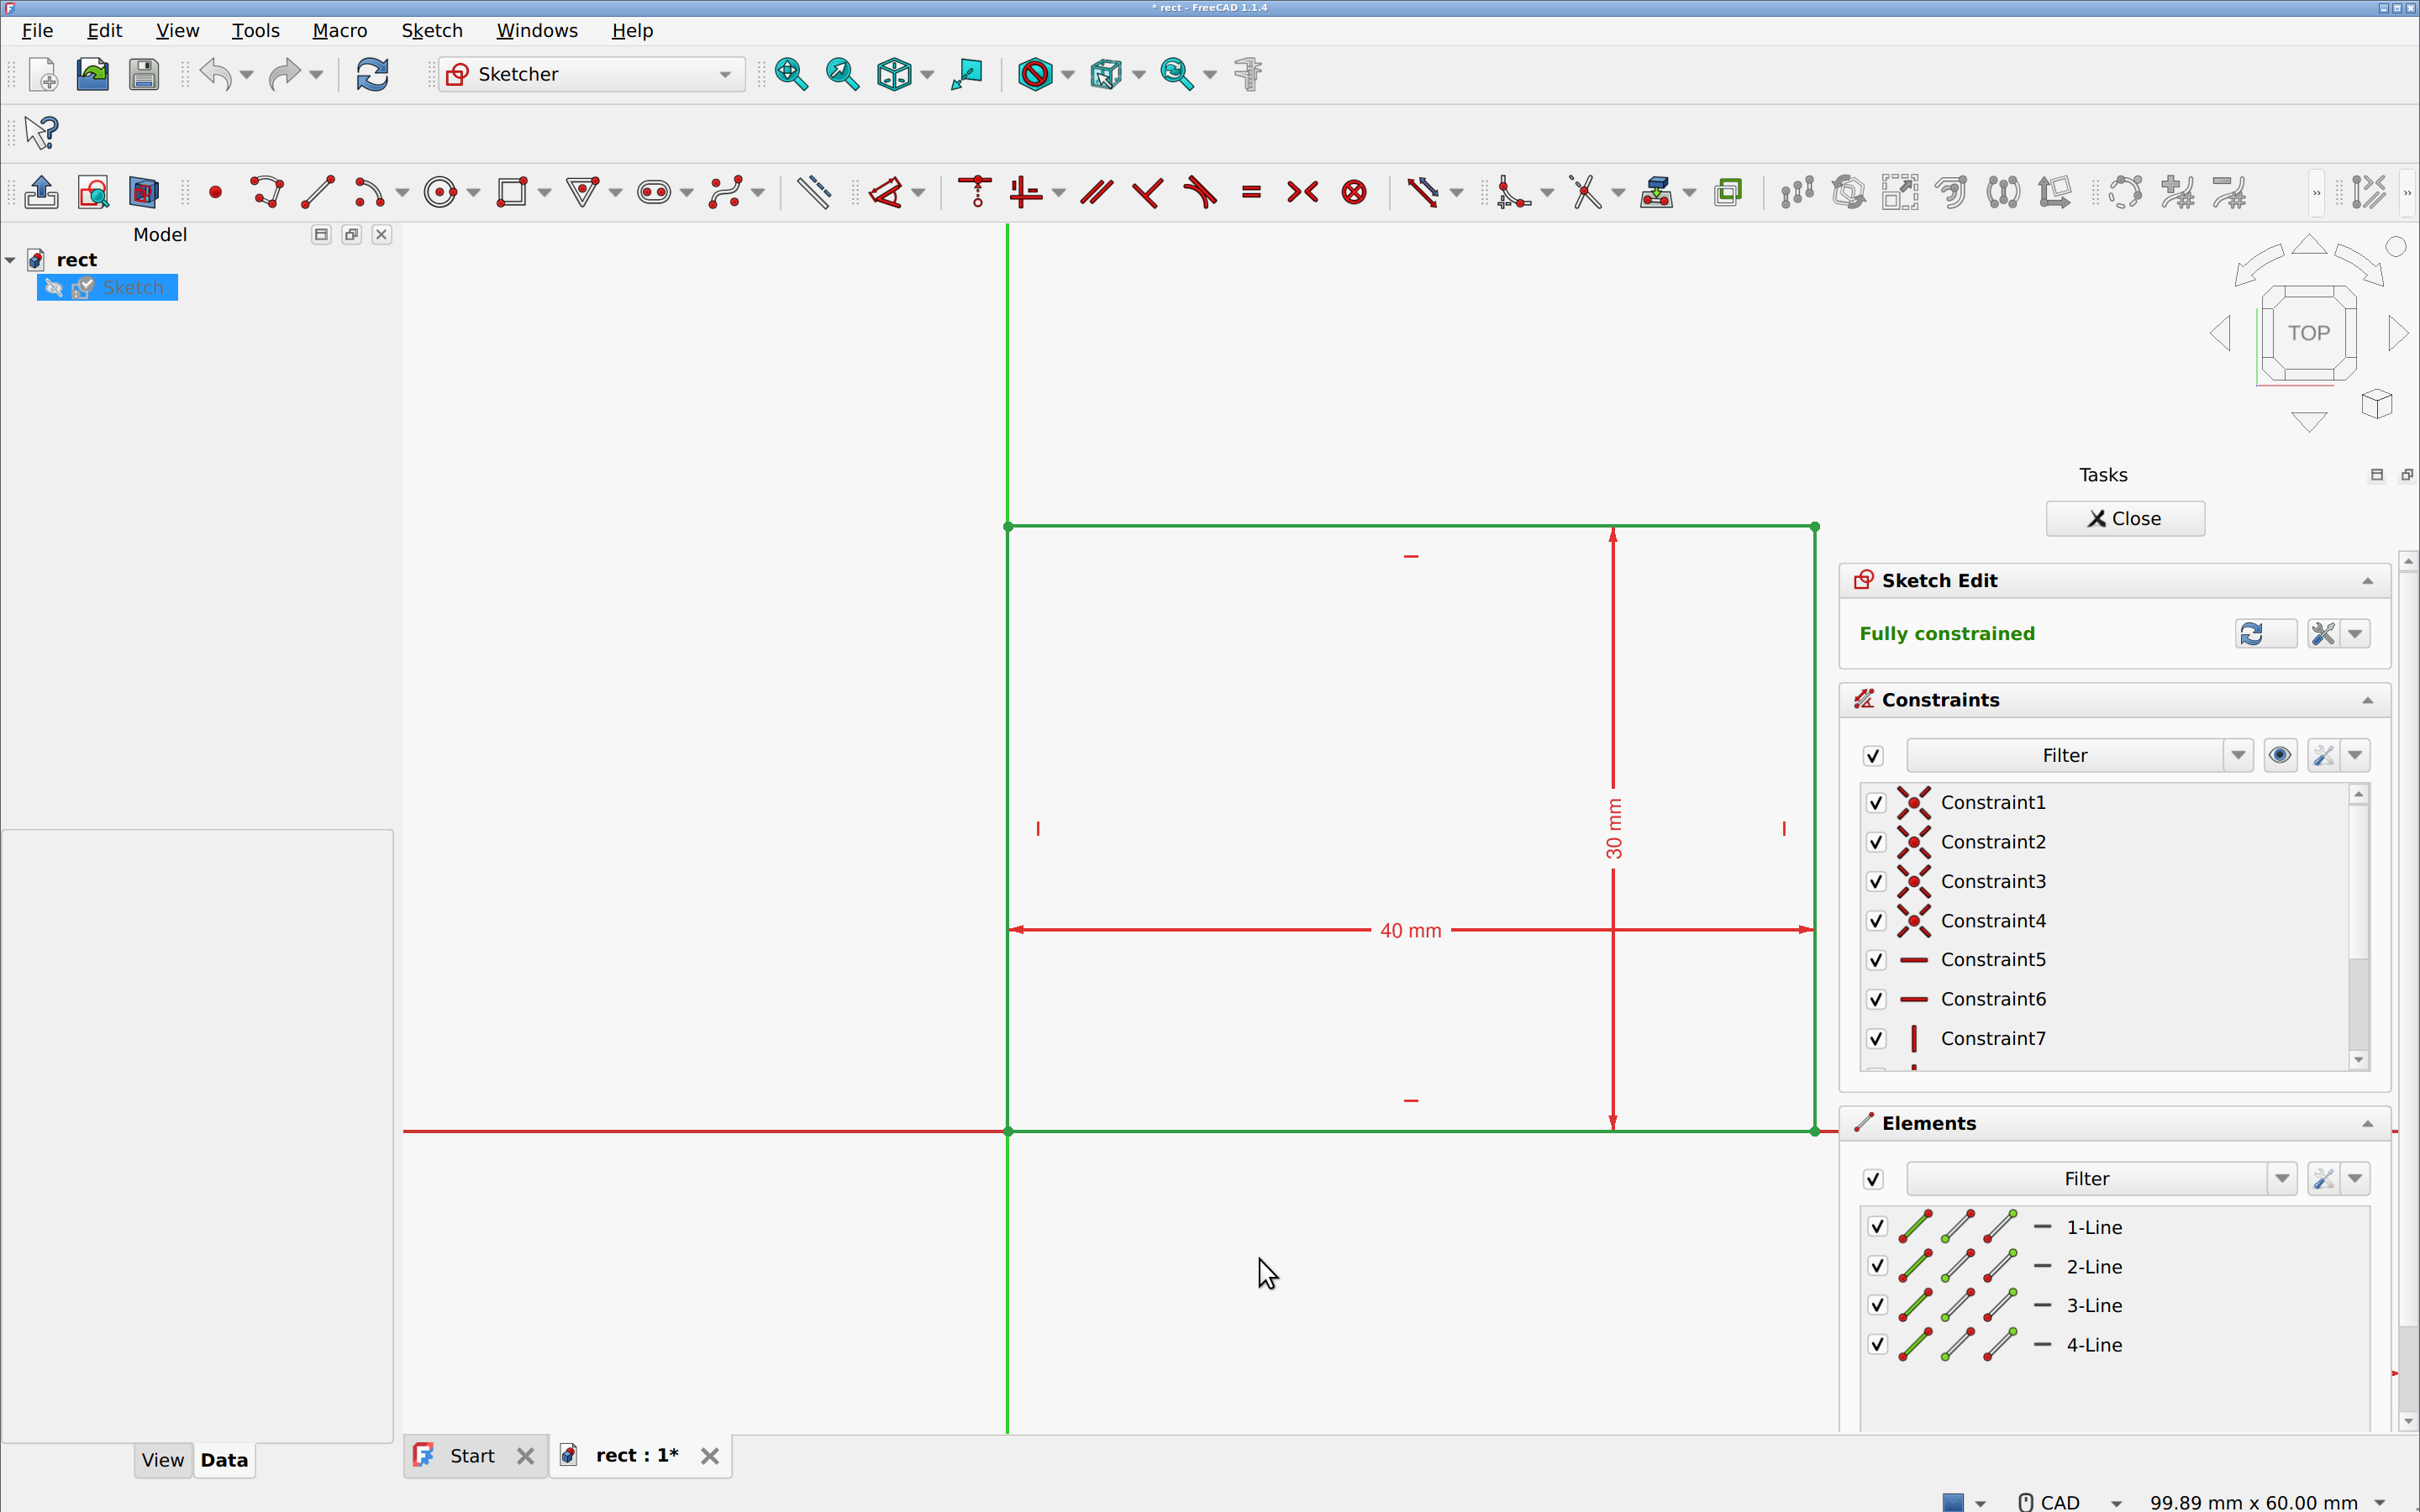 * rect - FreeCAD 1.1.4
File Edit View Tools Macro Sketch Windows Help
Sketcher
Model
rect
Sketch
TOP
Tasks
Close
Sketch Edit
Fully constrained
Constraints
Filter
Constraint1
Constraint2
Constraint3
Constraint4
Constraint5
Constraint6
Constraint7
30 mm
40 mm
Elements
Filter
1-Line
2-Line
3-Line
4-Line
View Data
Start
rect : 1*
CAD
99.89 mm x 60.00 mm